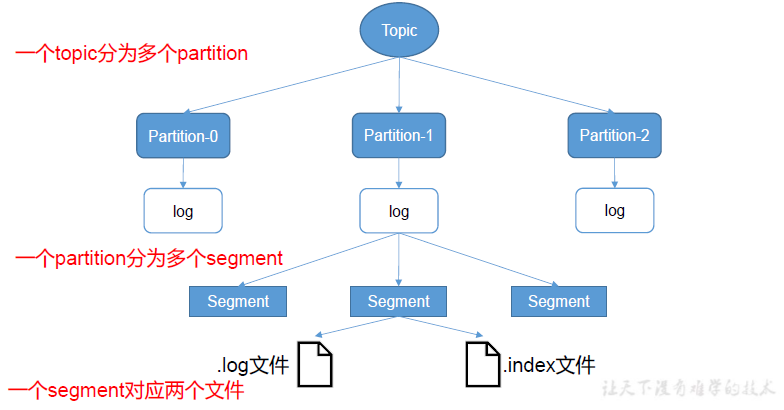 Topic
一个topic分为多个partition
Partition-0 Partition-1 Partition-2
log log log
一个partition分为多个segment
Segment Segment Segment
.log文件 .index文件
一个segment对应两个文件
让天下没有难学的技术